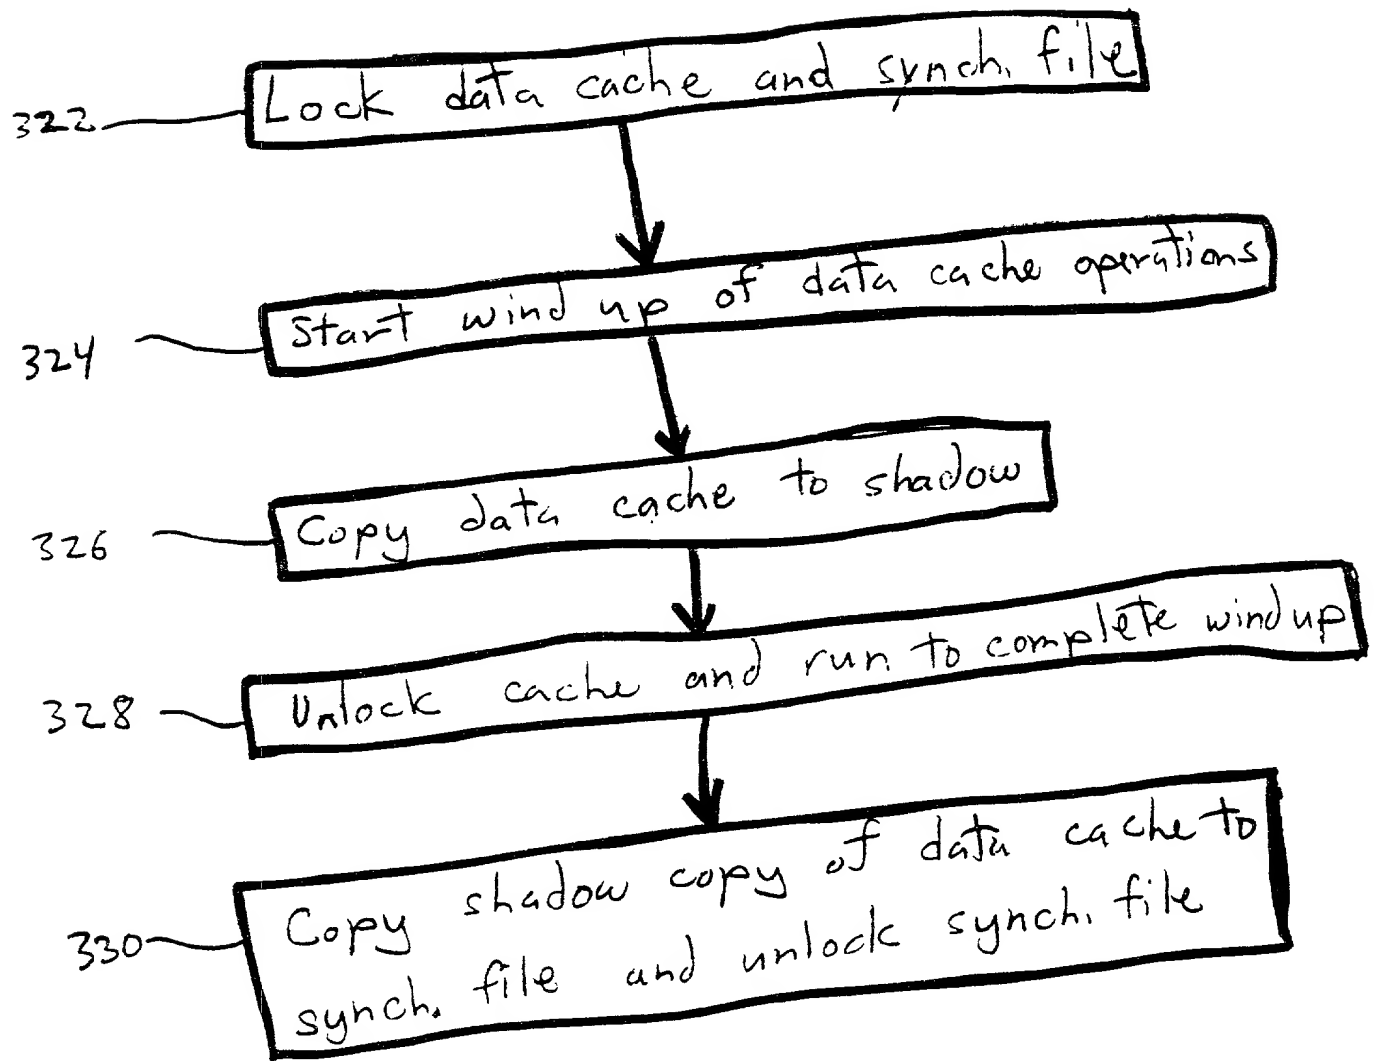 322
Lock data cache and synch. file
324
Start wind up of data cache operations
326
Copy data cache to shadow
328
Unlock cache and run to complete windup
330
Copy shadow copy of data cache to
synch. file and unlock synch. file